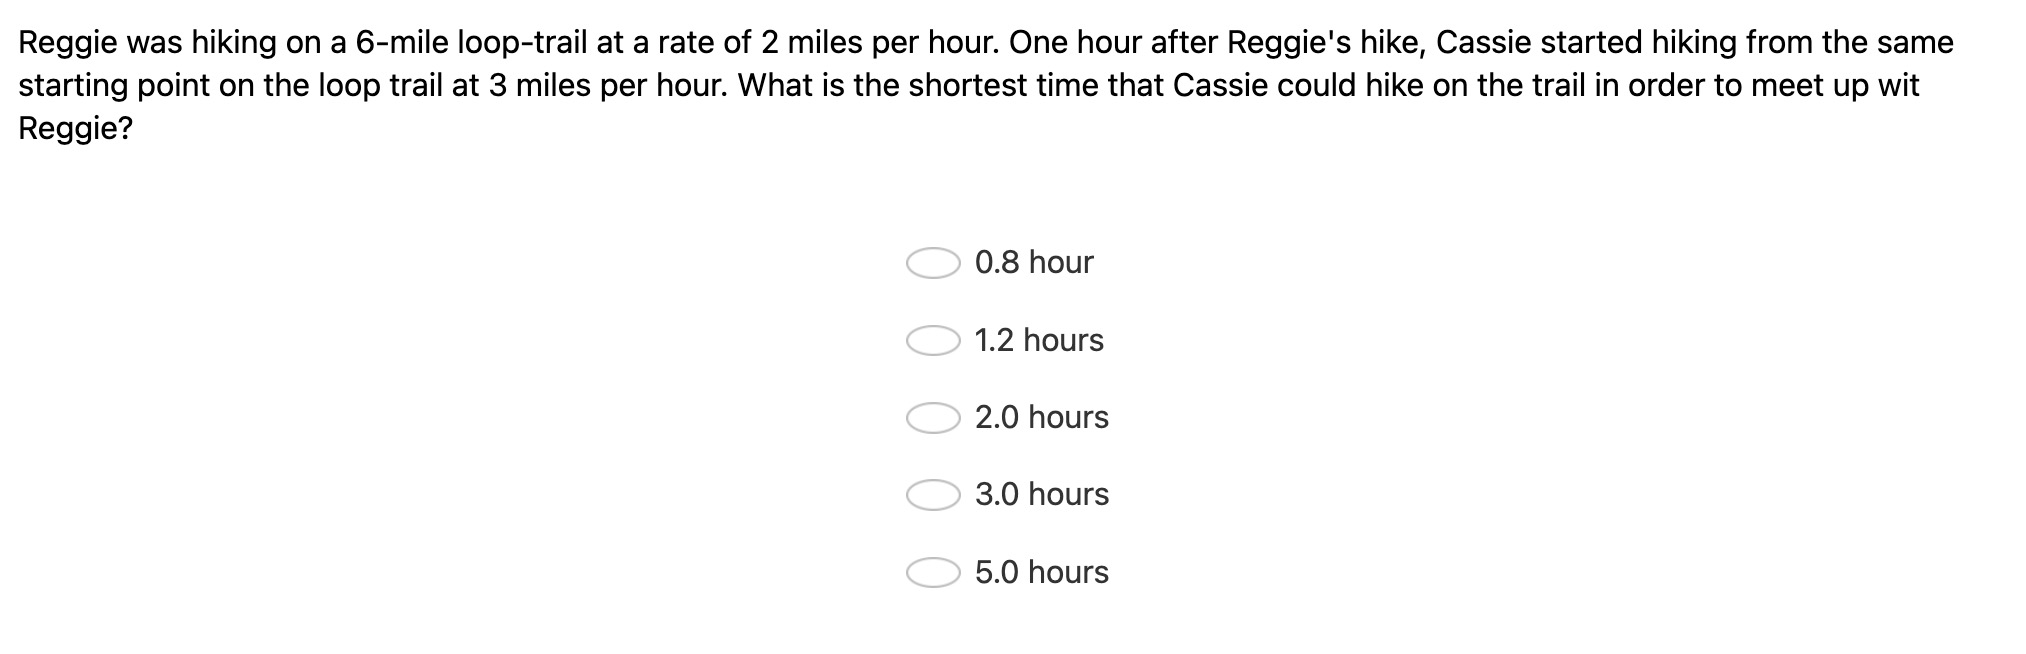 Reggie was hiking on a 6-mile loop-trail at a rate of 2 miles per hour. One hour after Reggie's hike, Cassie started hiking from the same
starting point on the loop trail at 3 miles per hour. What is the shortest time that Cassie could hike on the trail in order to meet up wit
Reggie?
0.8 hour
1.2 hours
2.0 hours
3.0 hours
5.0 hours